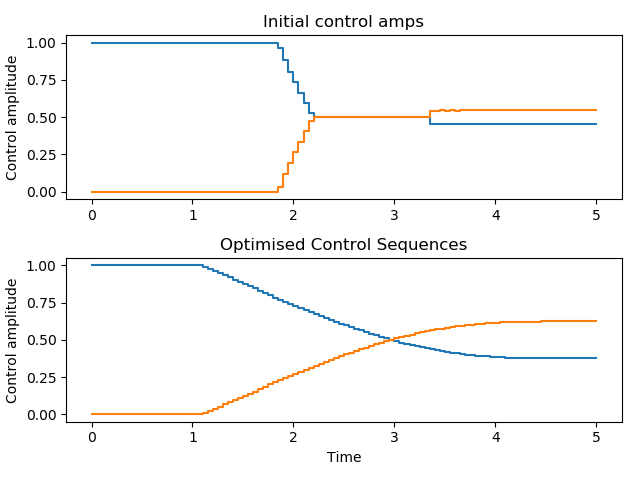 Initial control amps
Control amplitude
1.00
0.75
0.50
0.25
0.00
0 1 2 3 4 5
Optimised Control Sequences
Control amplitude
1.00
0.75
0.50
0.25
0.00
0 1 2 3 4 5
Time